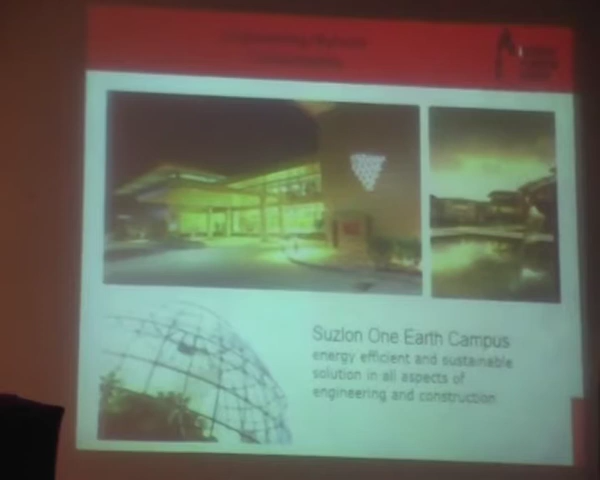 Suzlon One Earth Campus
energy efficient and sustainable
solution in all aspects of
engineering and construction